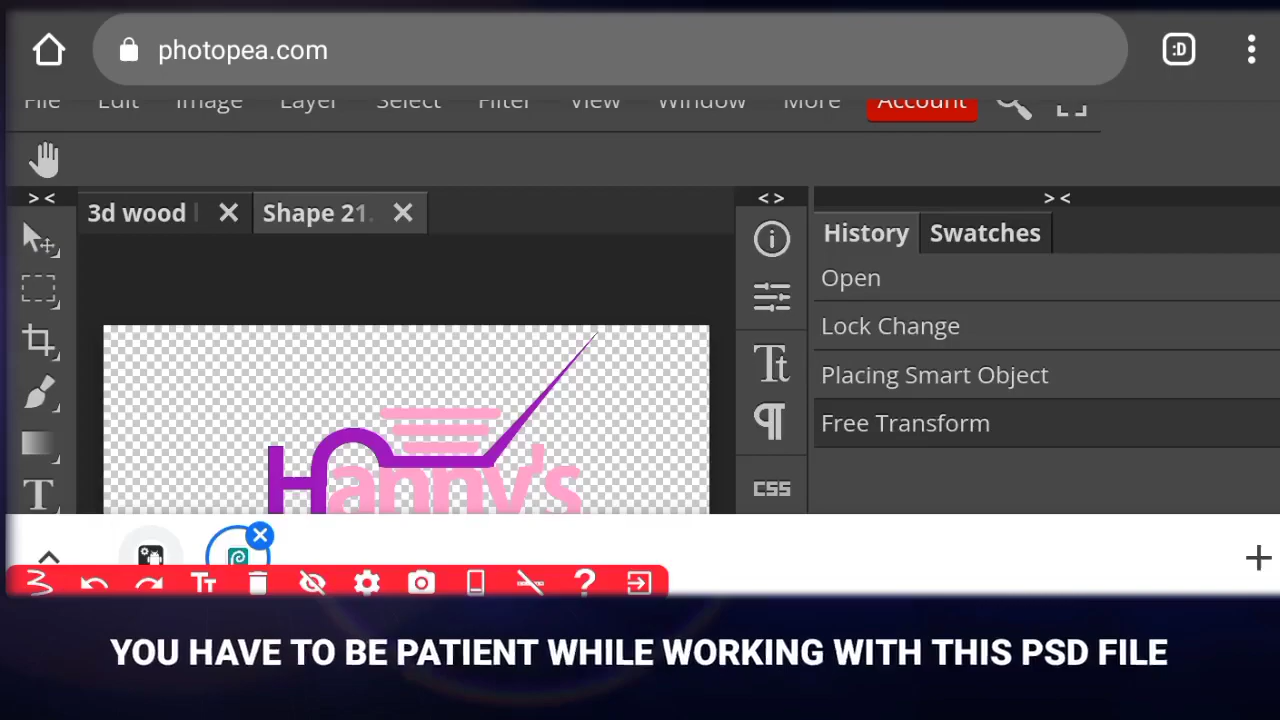 photopea.com
:D
File Edit Image Layer Select Filter View Window More Account
> <
3d wood
Shape 21.
< >
> <
History Swatches
Open
Lock Change
Placing Smart Object
Free Transform
CSS
Hanny's
YOU HAVE TO BE PATIENT WHILE WORKING WITH THIS PSD FILE